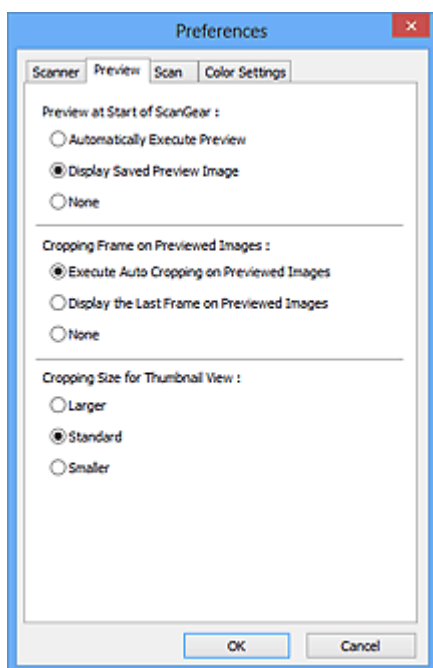 Preferences
Scanner Preview Scan Color Settings
Preview at Start of ScanGear :
Automatically Execute Preview
Display Saved Preview Image
None
Cropping Frame on Previewed Images :
Execute Auto Cropping on Previewed Images
Display the Last Frame on Previewed Images
None
Cropping Size for Thumbnail View :
Larger
Standard
Smaller
OK Cancel